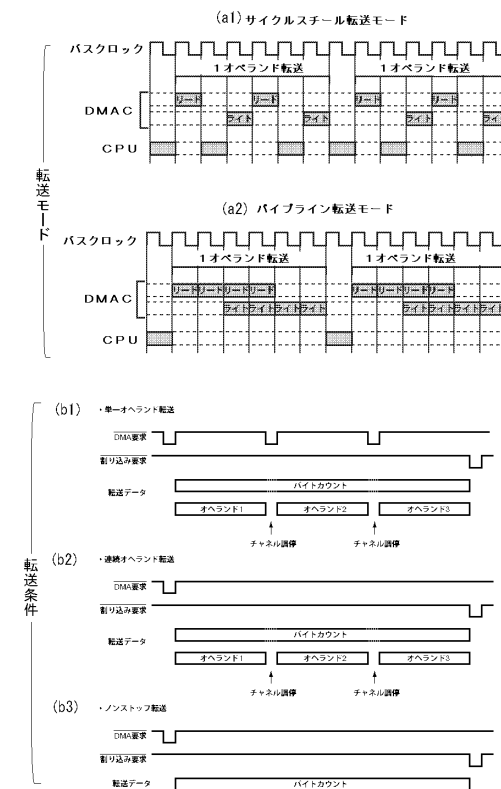 (a1) サイクルスチール転送モード
バスクロック
1オペランド転送 1オペランド転送
リード リード リード リード
DMAC
ライト ライト ライト ライ
CPU
転送モード
(a2) パイプライン転送モード
バスクロック
1オペランド転送 1オペランド転送
リード リード リード リード リード リード リード リード
DMAC
ライト ライト ライト ライト ライト ライト ライト ライト
CPU
(b1) ・単一オペランド転送
DMA要求
割り込み要求
転送データ バイトカウント
オペランド1 オペランド2 オペランド3
チャネル調停 チャネル調停
転送条件
(b2) ・連続オペランド転送
DMA要求
割り込み要求
転送データ バイトカウント
オペランド1 オペランド2 オペランド3
チャネル調停 チャネル調停
(b3) ・ノンストップ転送
DMA要求
割り込み要求
転送データ バイトカウント